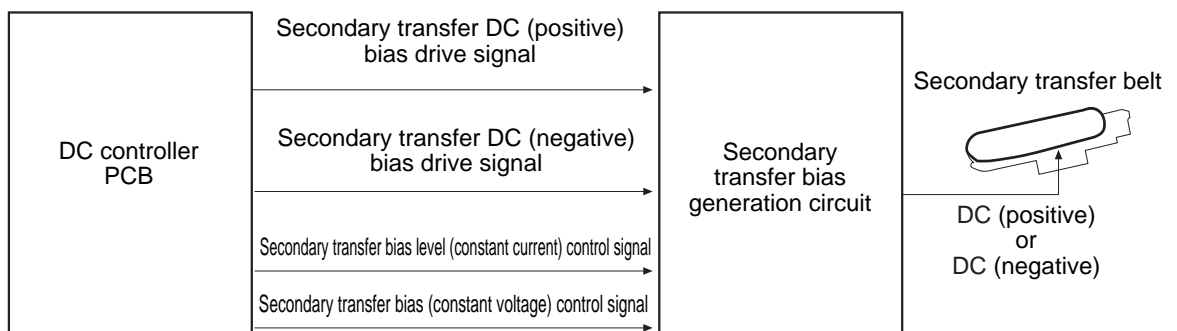 DC controller
PCB
Secondary transfer DC (positive)
bias drive signal
Secondary transfer DC (negative)
bias drive signal
Secondary transfer bias level (constant current) control signal
Secondary transfer bias (constant voltage) control signal
Secondary
transfer bias
generation circuit
Secondary transfer belt
DC (positive)
or
DC (negative)